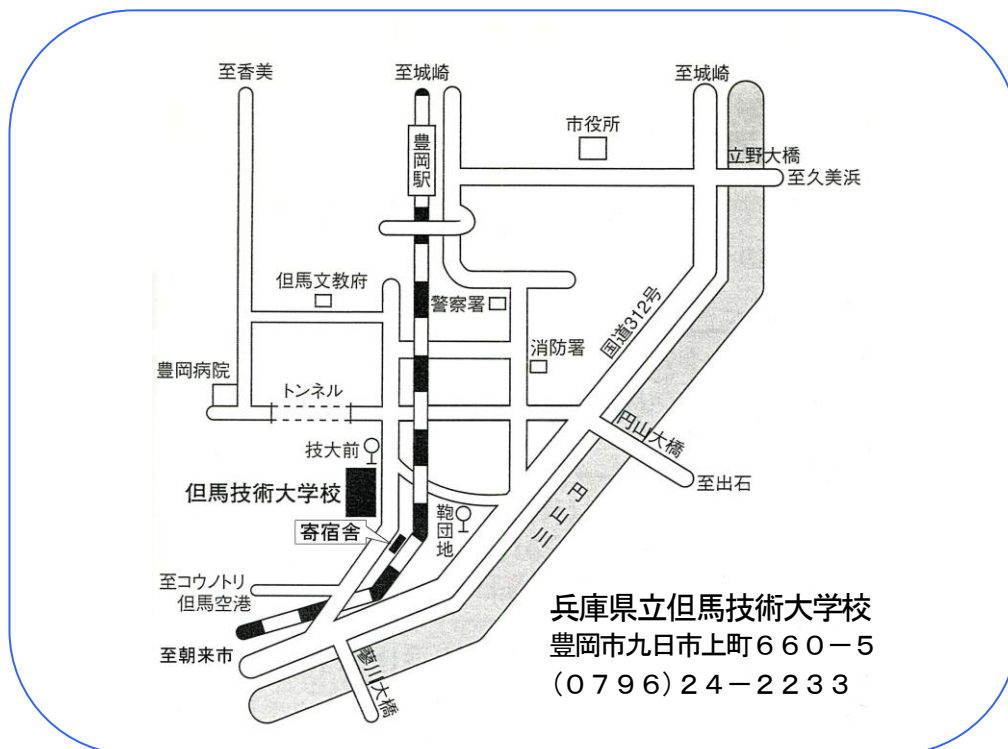 至香美
至城崎
至城崎
豊岡駅
市役所
立野大橋
至久美浜
但馬文教府
警察署
国道312号
消防署
豊岡病院
トンネル
技大前
円山大橋
至出石
但馬技術大学校
寄宿舎
鞄団地
円山川
至コウノトリ
但馬空港
至朝来市
蓼川大橋
兵庫県立但馬技術大学校
豊岡市九日市上町660-5
(0796)24-2233